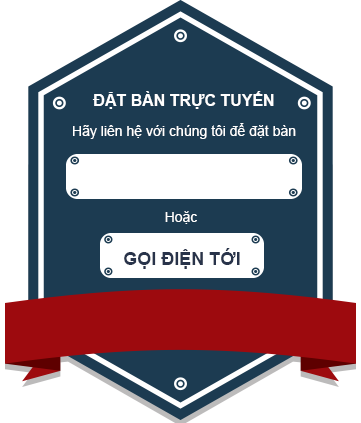 ĐẶT BÀN TRỰC TUYẾN
Hãy liên hệ với chúng tôi để đặt bàn
Hoặc
GỌI ĐIỆN TỚI